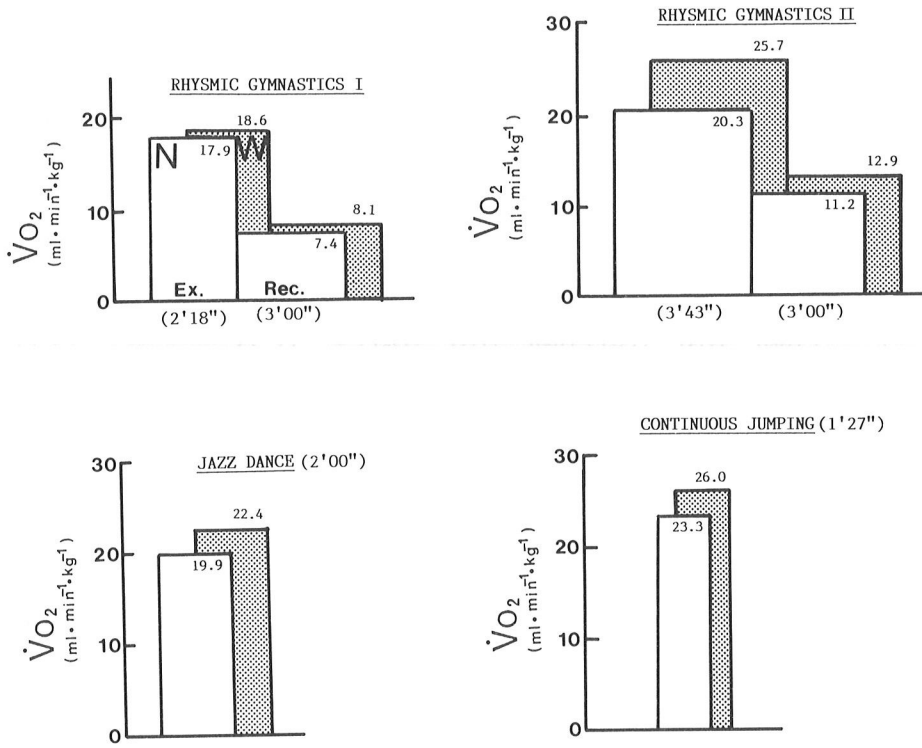 RHYSMIC GYMNASTICS I
20
10
0
V̇O₂
(ml·min⁻¹·kg⁻¹)
N
W
17.9
18.6
7.4
8.1
Ex.
Rec.
(2'18")
(3'00")
RHYSMIC GYMNASTICS II
30
20
10
0
V̇O₂
(ml·min⁻¹·kg⁻¹)
25.7
20.3
12.9
11.2
(3'43")
(3'00")
JAZZ DANCE (2'00")
30
20
10
0
V̇O₂
(ml·min⁻¹·kg⁻¹)
22.4
19.9
CONTINUOUS JUMPING (1'27")
30
20
10
0
V̇O₂
(ml·min⁻¹·kg⁻¹)
26.0
23.3